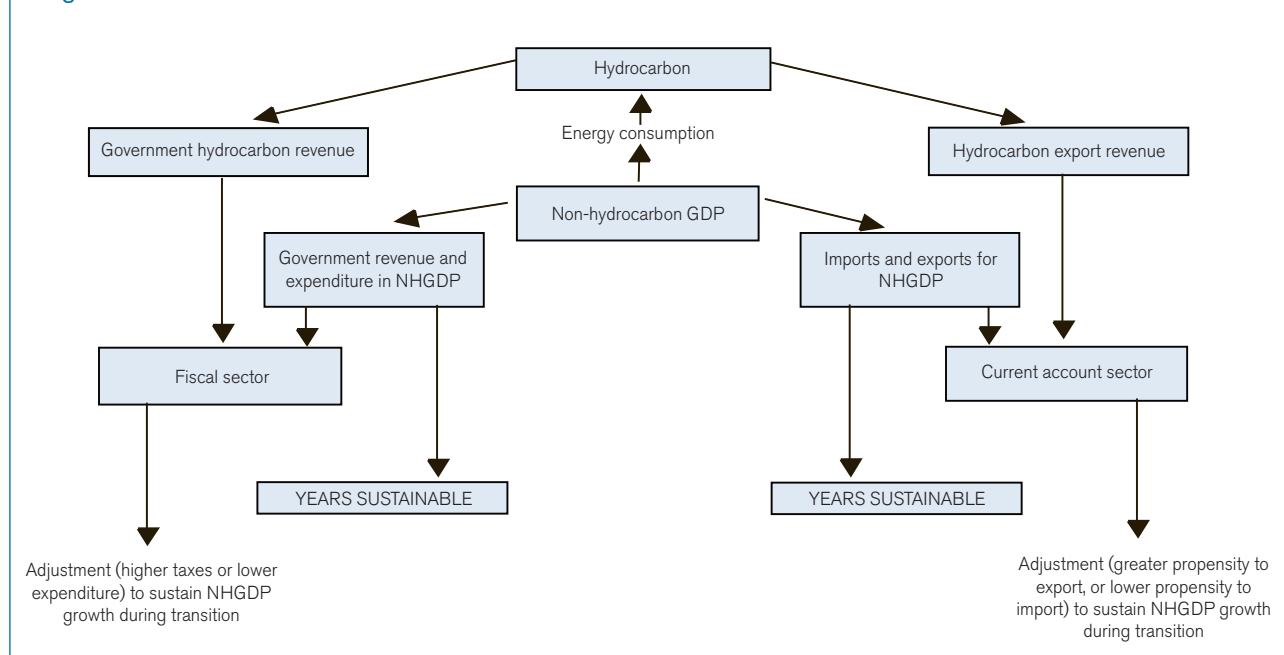 Hydrocarbon
Energy consumption
Government hydrocarbon revenue
Hydrocarbon export revenue
Non-hydrocarbon GDP
Government revenue and
expenditure in NHGDP
Imports and exports for
NHGDP
Fiscal sector
Current account sector
YEARS SUSTAINABLE
YEARS SUSTAINABLE
Adjustment (higher taxes or lower
expenditure) to sustain NHGDP
growth during transition
Adjustment (greater propensity to
export, or lower propensity to
import) to sustain NHGDP growth
during transition